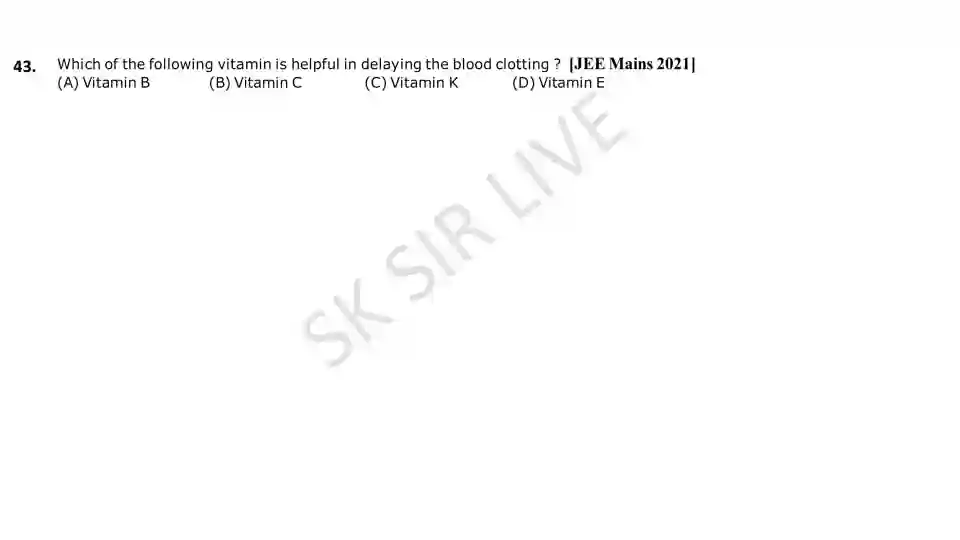 43. Which of the following vitamin is helpful in delaying the blood clotting ? [JEE Mains 2021]
(A) Vitamin B (B) Vitamin C (C) Vitamin K (D) Vitamin E
SK SIR LIVE